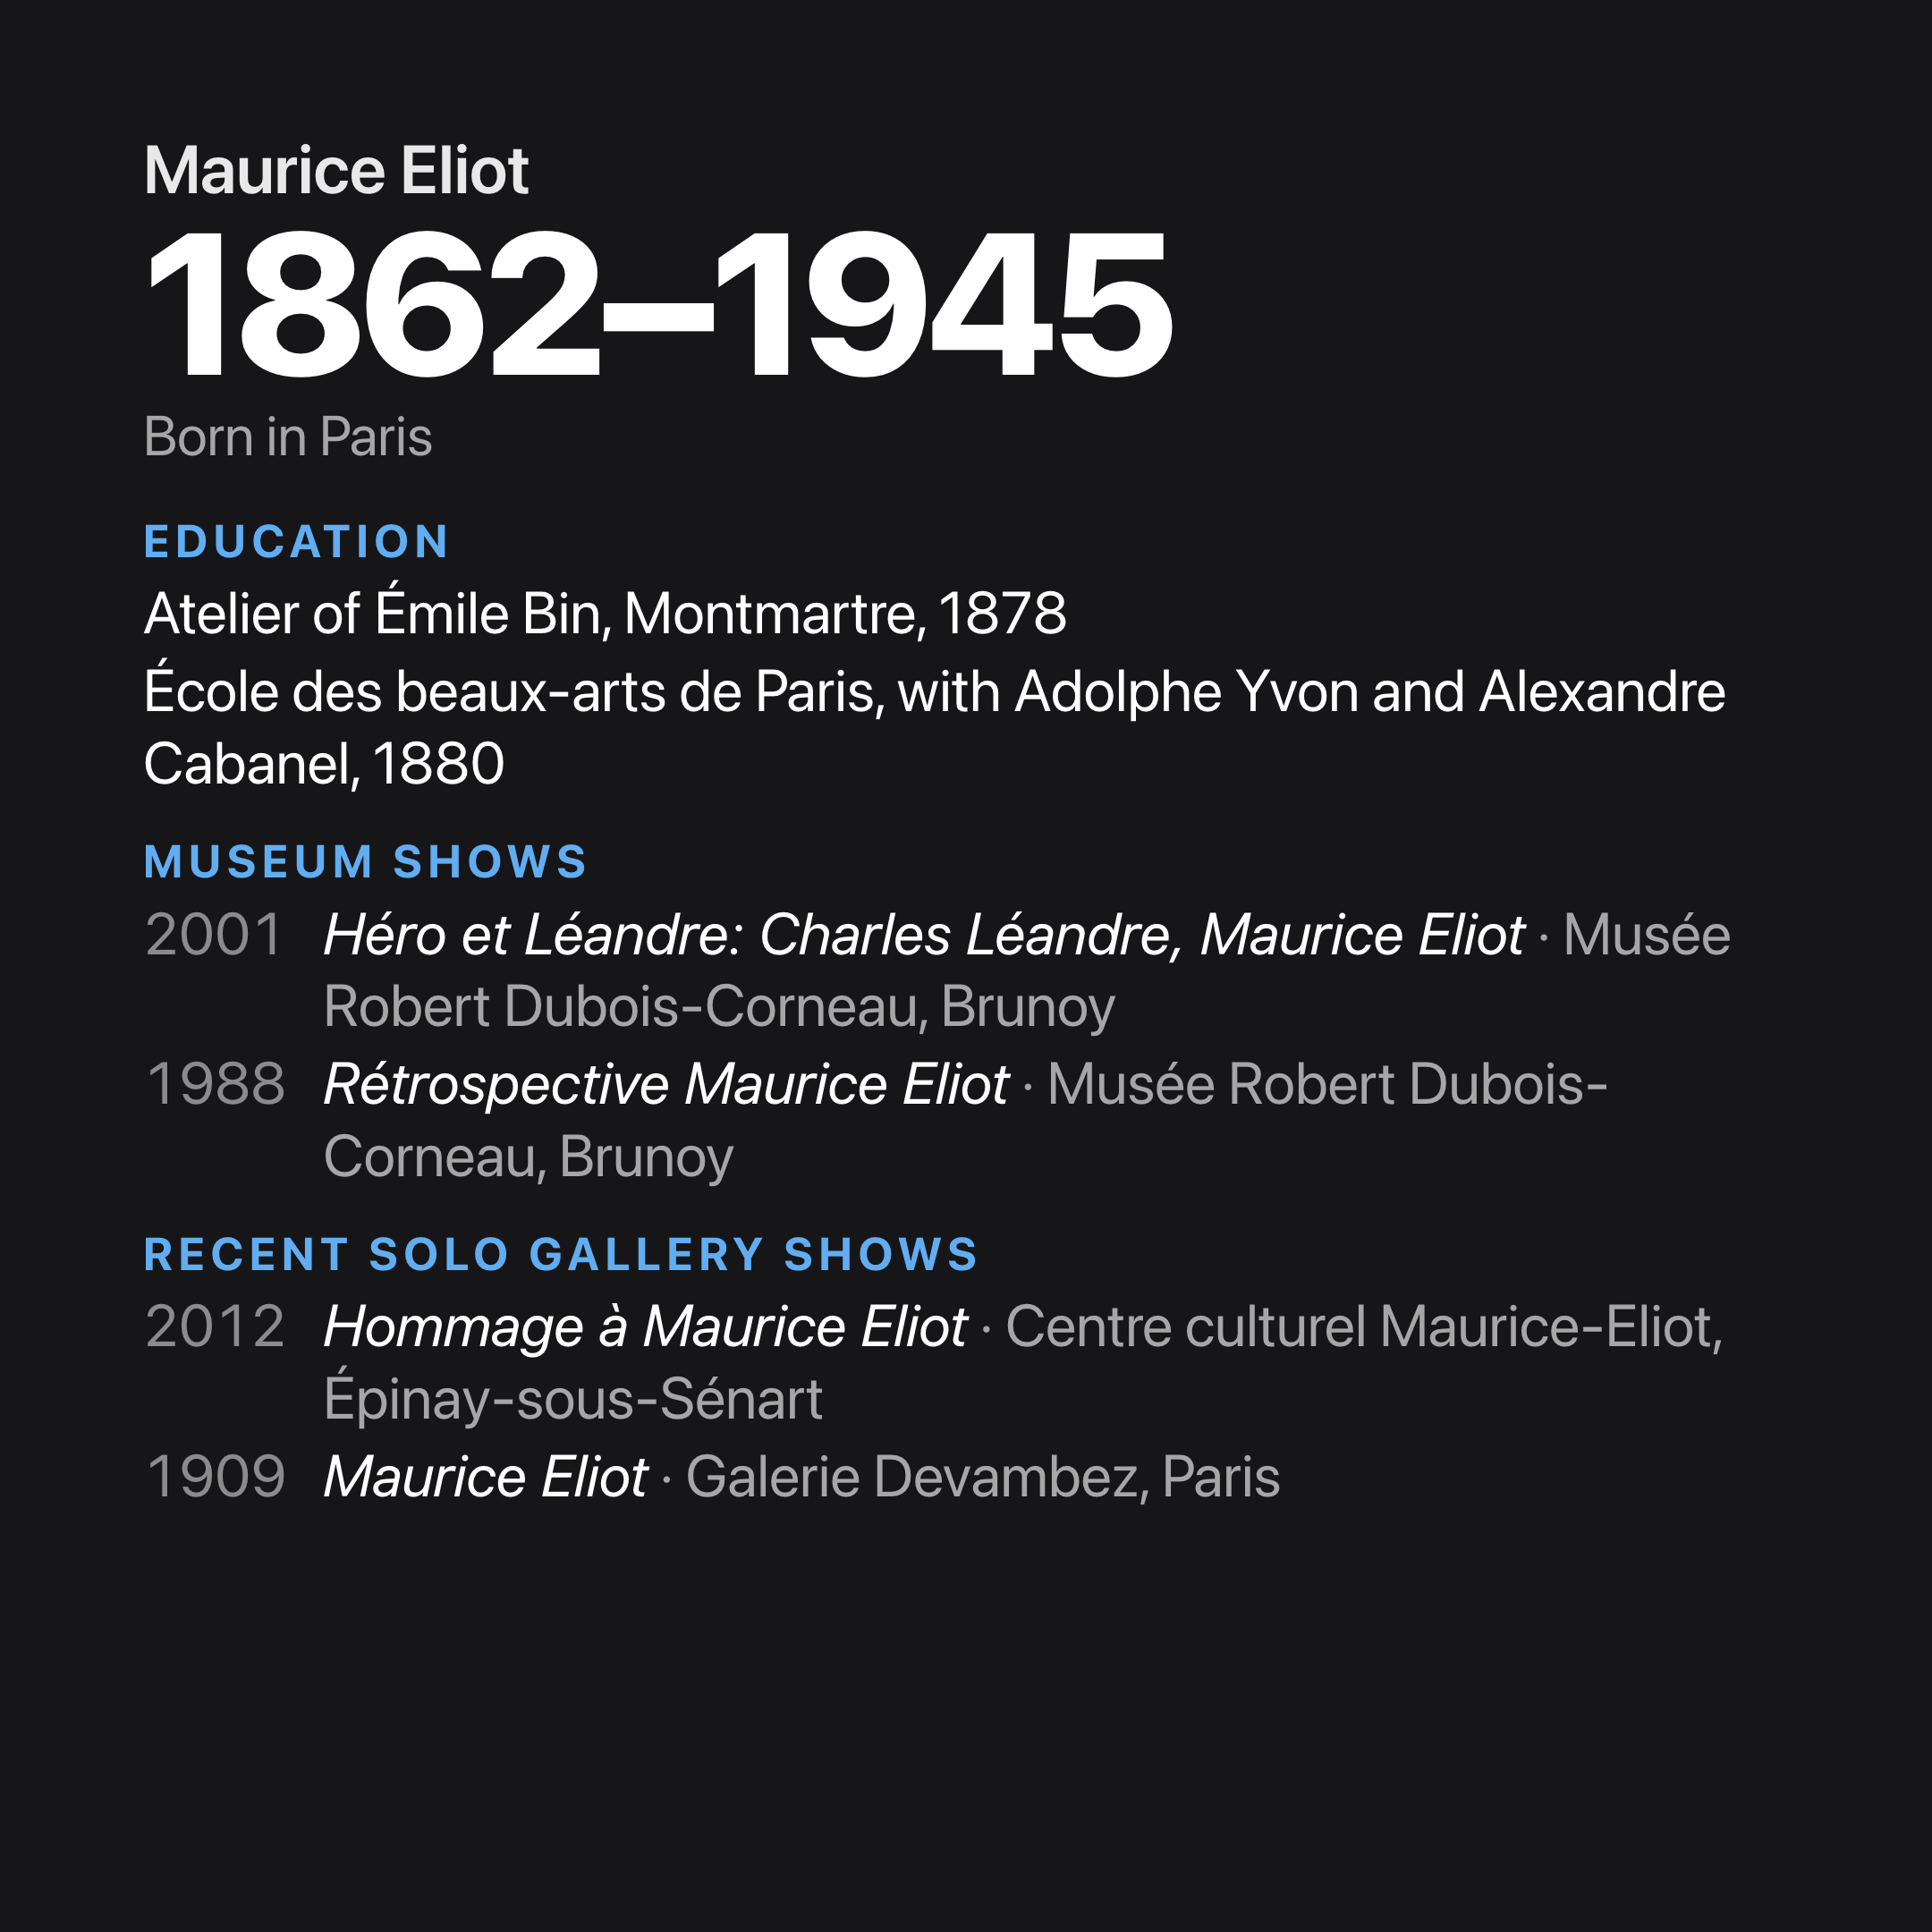 Maurice Eliot
1862–1945
Born in Paris
EDUCATION
Atelier of Émile Bin, Montmartre, 1878
École des beaux-arts de Paris, with Adolphe Yvon and Alexandre
Cabanel, 1880
MUSEUM SHOWS
2001 Héro et Léandre: Charles Léandre, Maurice Eliot · Musée
Robert Dubois-Corneau, Brunoy
1988 Rétrospective Maurice Eliot · Musée Robert Dubois-
Corneau, Brunoy
RECENT SOLO GALLERY SHOWS
2012 Hommage à Maurice Eliot · Centre culturel Maurice-Eliot,
Épinay-sous-Sénart
1909 Maurice Eliot · Galerie Devambez, Paris